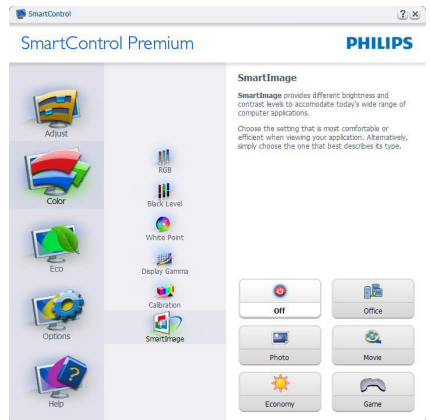 SmartControl
SmartControl Premium
PHILIPS
Adjust
Color
Eco
Options
Help
RGB
Black Level
White Point
Display Gamma
Calibration
SmartImage
SmartImage
SmartImage provides different brightness and
contrast levels to accomodate today's wide range of
computer applications.
Choose the setting that is most comfortable or
efficient when viewing your application. Alternatively,
simply choose the one that best describes its type.
Off
Office
Photo
Movie
Economy
Game